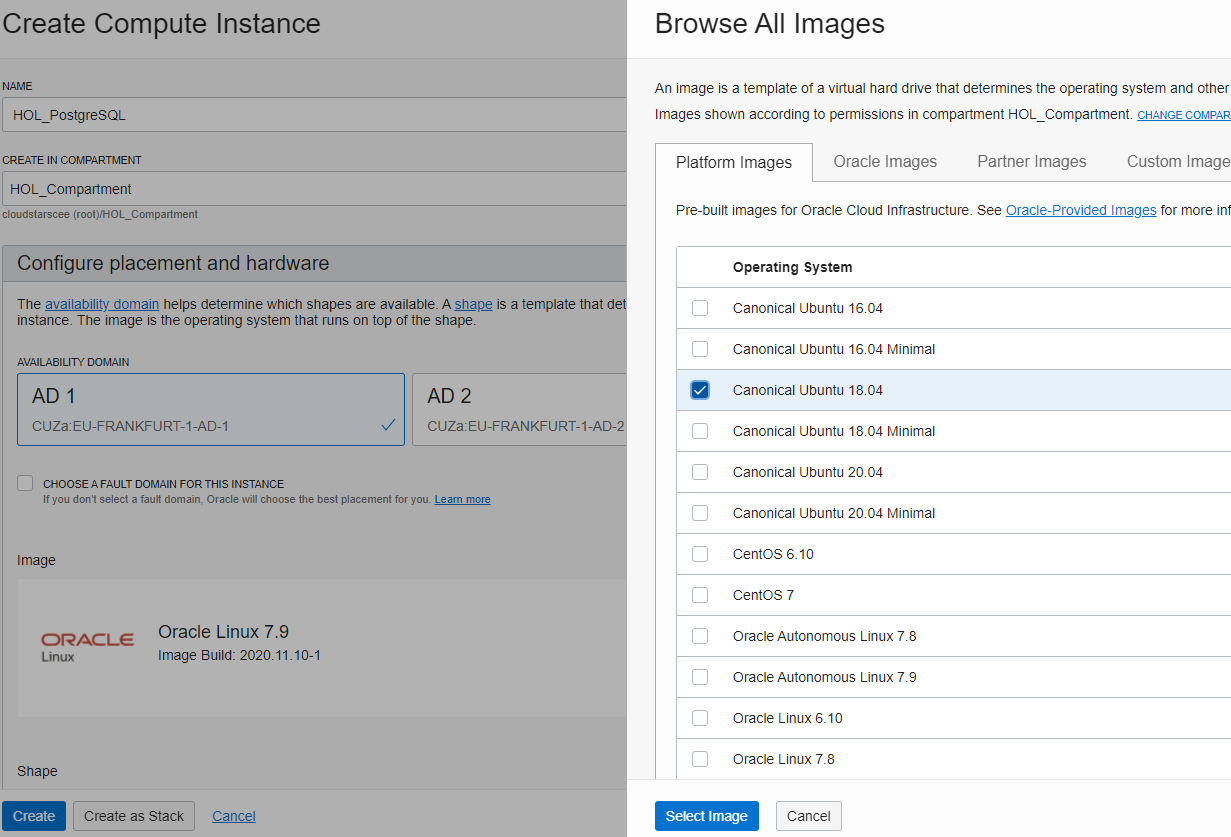 Create Compute Instance
NAME
HOL_PostgreSQL
CREATE IN COMPARTMENT
HOL_Compartment
cloudstarscee (root)/HOL_Compartment
Configure placement and hardware
The availability domain helps determine which shapes are available. A shape is a template that det
instance. The image is the operating system that runs on top of the shape.
AVAILABILITY DOMAIN
AD 1
CUZa:EU-FRANKFURT-1-AD-1
AD 2
CUZa:EU-FRANKFURT-1-AD-2
CHOOSE A FAULT DOMAIN FOR THIS INSTANCE
If you don't select a fault domain, Oracle will choose the best placement for you. Learn more
Image
ORACLE
Linux
Oracle Linux 7.9
Image Build: 2020.11.10-1
Shape
Create
Create as Stack
Cancel
Browse All Images
An image is a template of a virtual hard drive that determines the operating system and other
Images shown according to permissions in compartment HOL_Compartment. CHANGE COMPAR
Platform Images
Oracle Images
Partner Images
Custom Image
Pre-built images for Oracle Cloud Infrastructure. See Oracle-Provided Images for more inf
Operating System
Canonical Ubuntu 16.04
Canonical Ubuntu 16.04 Minimal
Canonical Ubuntu 18.04
Canonical Ubuntu 18.04 Minimal
Canonical Ubuntu 20.04
Canonical Ubuntu 20.04 Minimal
CentOS 6.10
CentOS 7
Oracle Autonomous Linux 7.8
Oracle Autonomous Linux 7.9
Oracle Linux 6.10
Oracle Linux 7.8
Select Image
Cancel